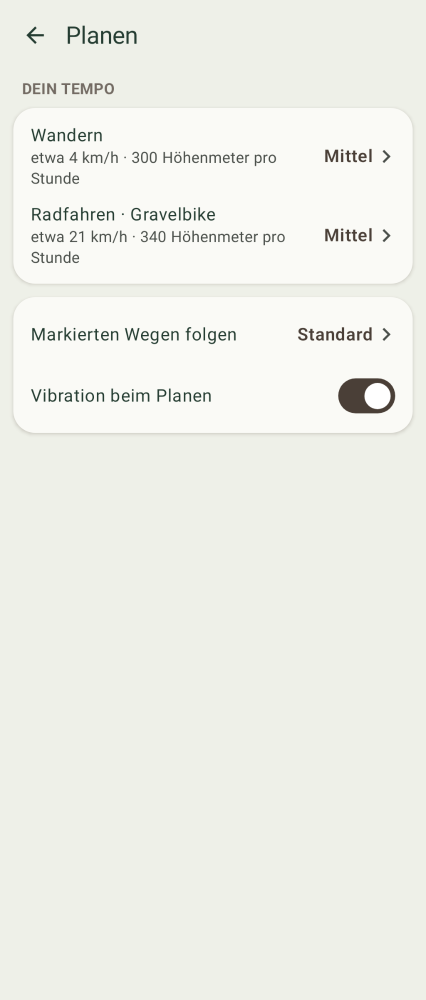 Planen
DEIN TEMPO
Wandern
etwa 4 km/h · 300 Höhenmeter pro
Stunde
Mittel
Radfahren · Gravelbike
etwa 21 km/h · 340 Höhenmeter pro
Stunde
Mittel
Markierten Wegen folgen
Standard
Vibration beim Planen